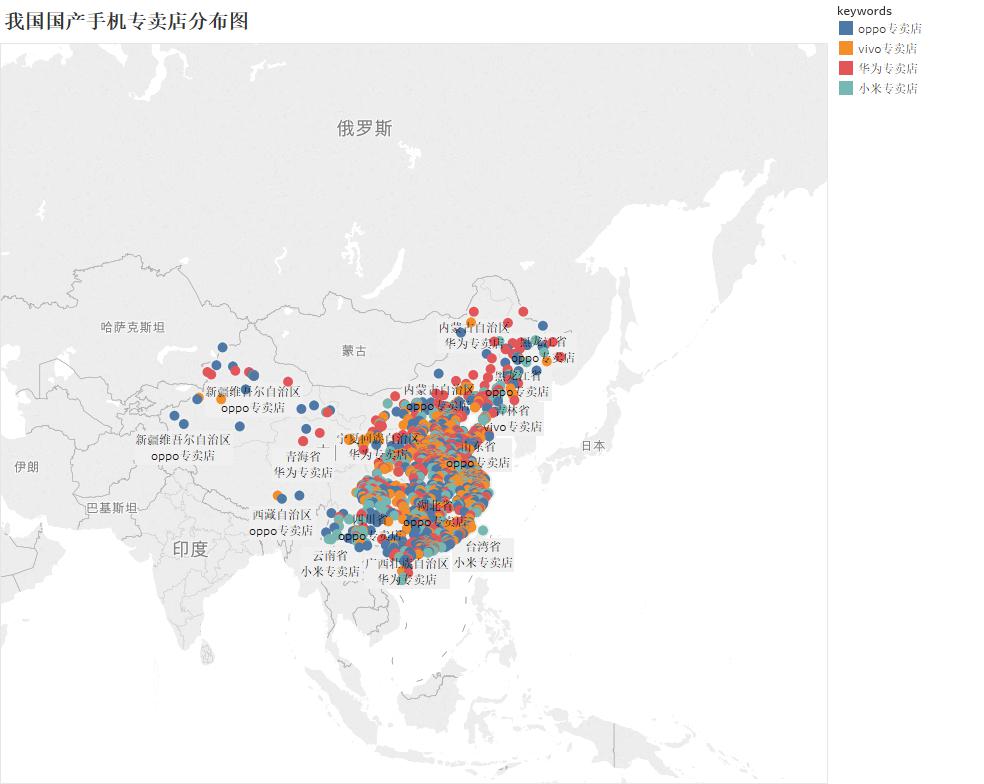 我国国产手机专卖店分布图
keywords
oppo专卖店
vivo专卖店
华为专卖店
小米专卖店
俄罗斯
哈萨克斯坦
蒙古
内蒙古自治区
华为专卖店
黑龙江省
oppo专卖店
黑龙江省
oppo专卖店
新疆维吾尔自治区
oppo专卖店
内蒙古自治区
oppo专卖店
吉林省
vivo专卖店
新疆维吾尔自治区
oppo专卖店
宁夏回族自治区
华为专卖店
山东省
oppo专卖店
日本
伊朗
青海省
华为专卖店
巴基斯坦
西藏自治区
oppo专卖店
湖北省
oppo专卖店
四川省
oppo专卖店
印度
云南省
小米专卖店
广西壮族自治区
华为专卖店
台湾省
小米专卖店